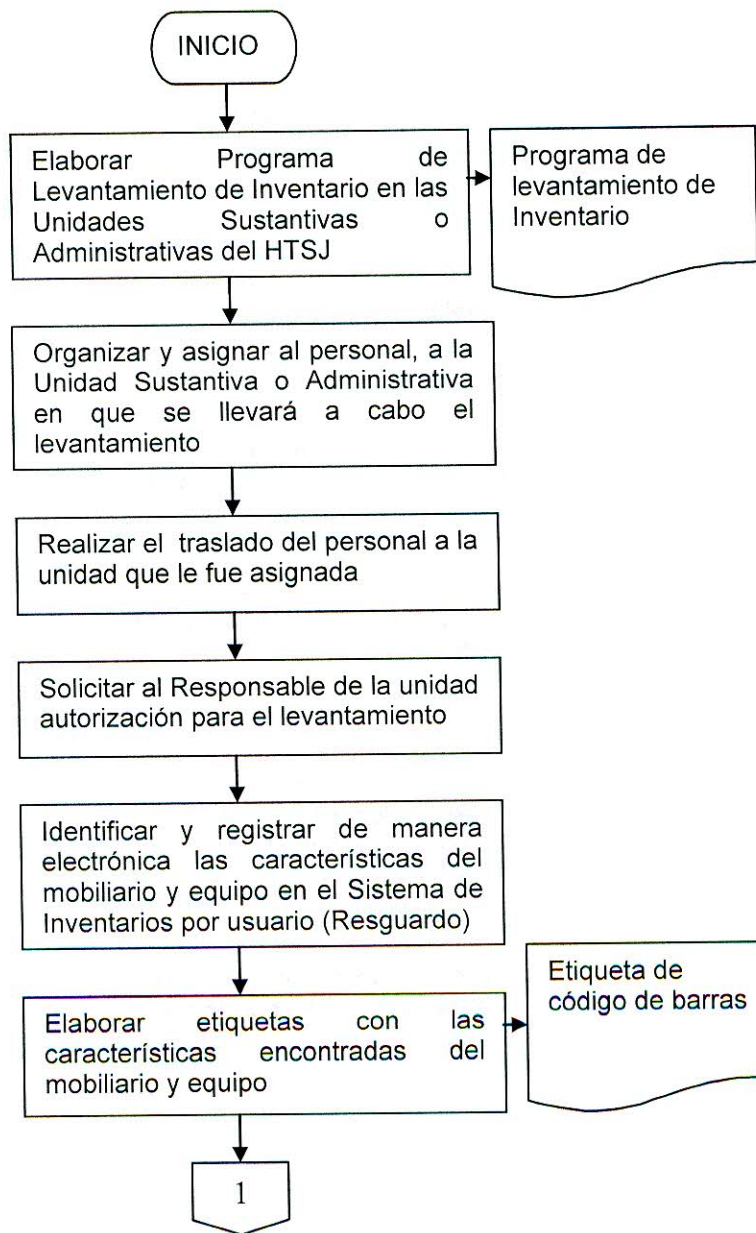 INICIO
Elaborar Programa de
Levantamiento de Inventario en las
Unidades Sustantivas o
Administrativas del HTSJ
Programa de
levantamiento de
Inventario
Organizar y asignar al personal, a la
Unidad Sustantiva o Administrativa
en que se llevará a cabo el
levantamiento
Realizar el traslado del personal a la
unidad que le fue asignada
Solicitar al Responsable de la unidad
autorización para el levantamiento
Identificar y registrar de manera
electrónica las características del
mobiliario y equipo en el Sistema de
Inventarios por usuario (Resguardo)
Elaborar etiquetas con las
características encontradas del
mobiliario y equipo
Etiqueta de
código de barras
1